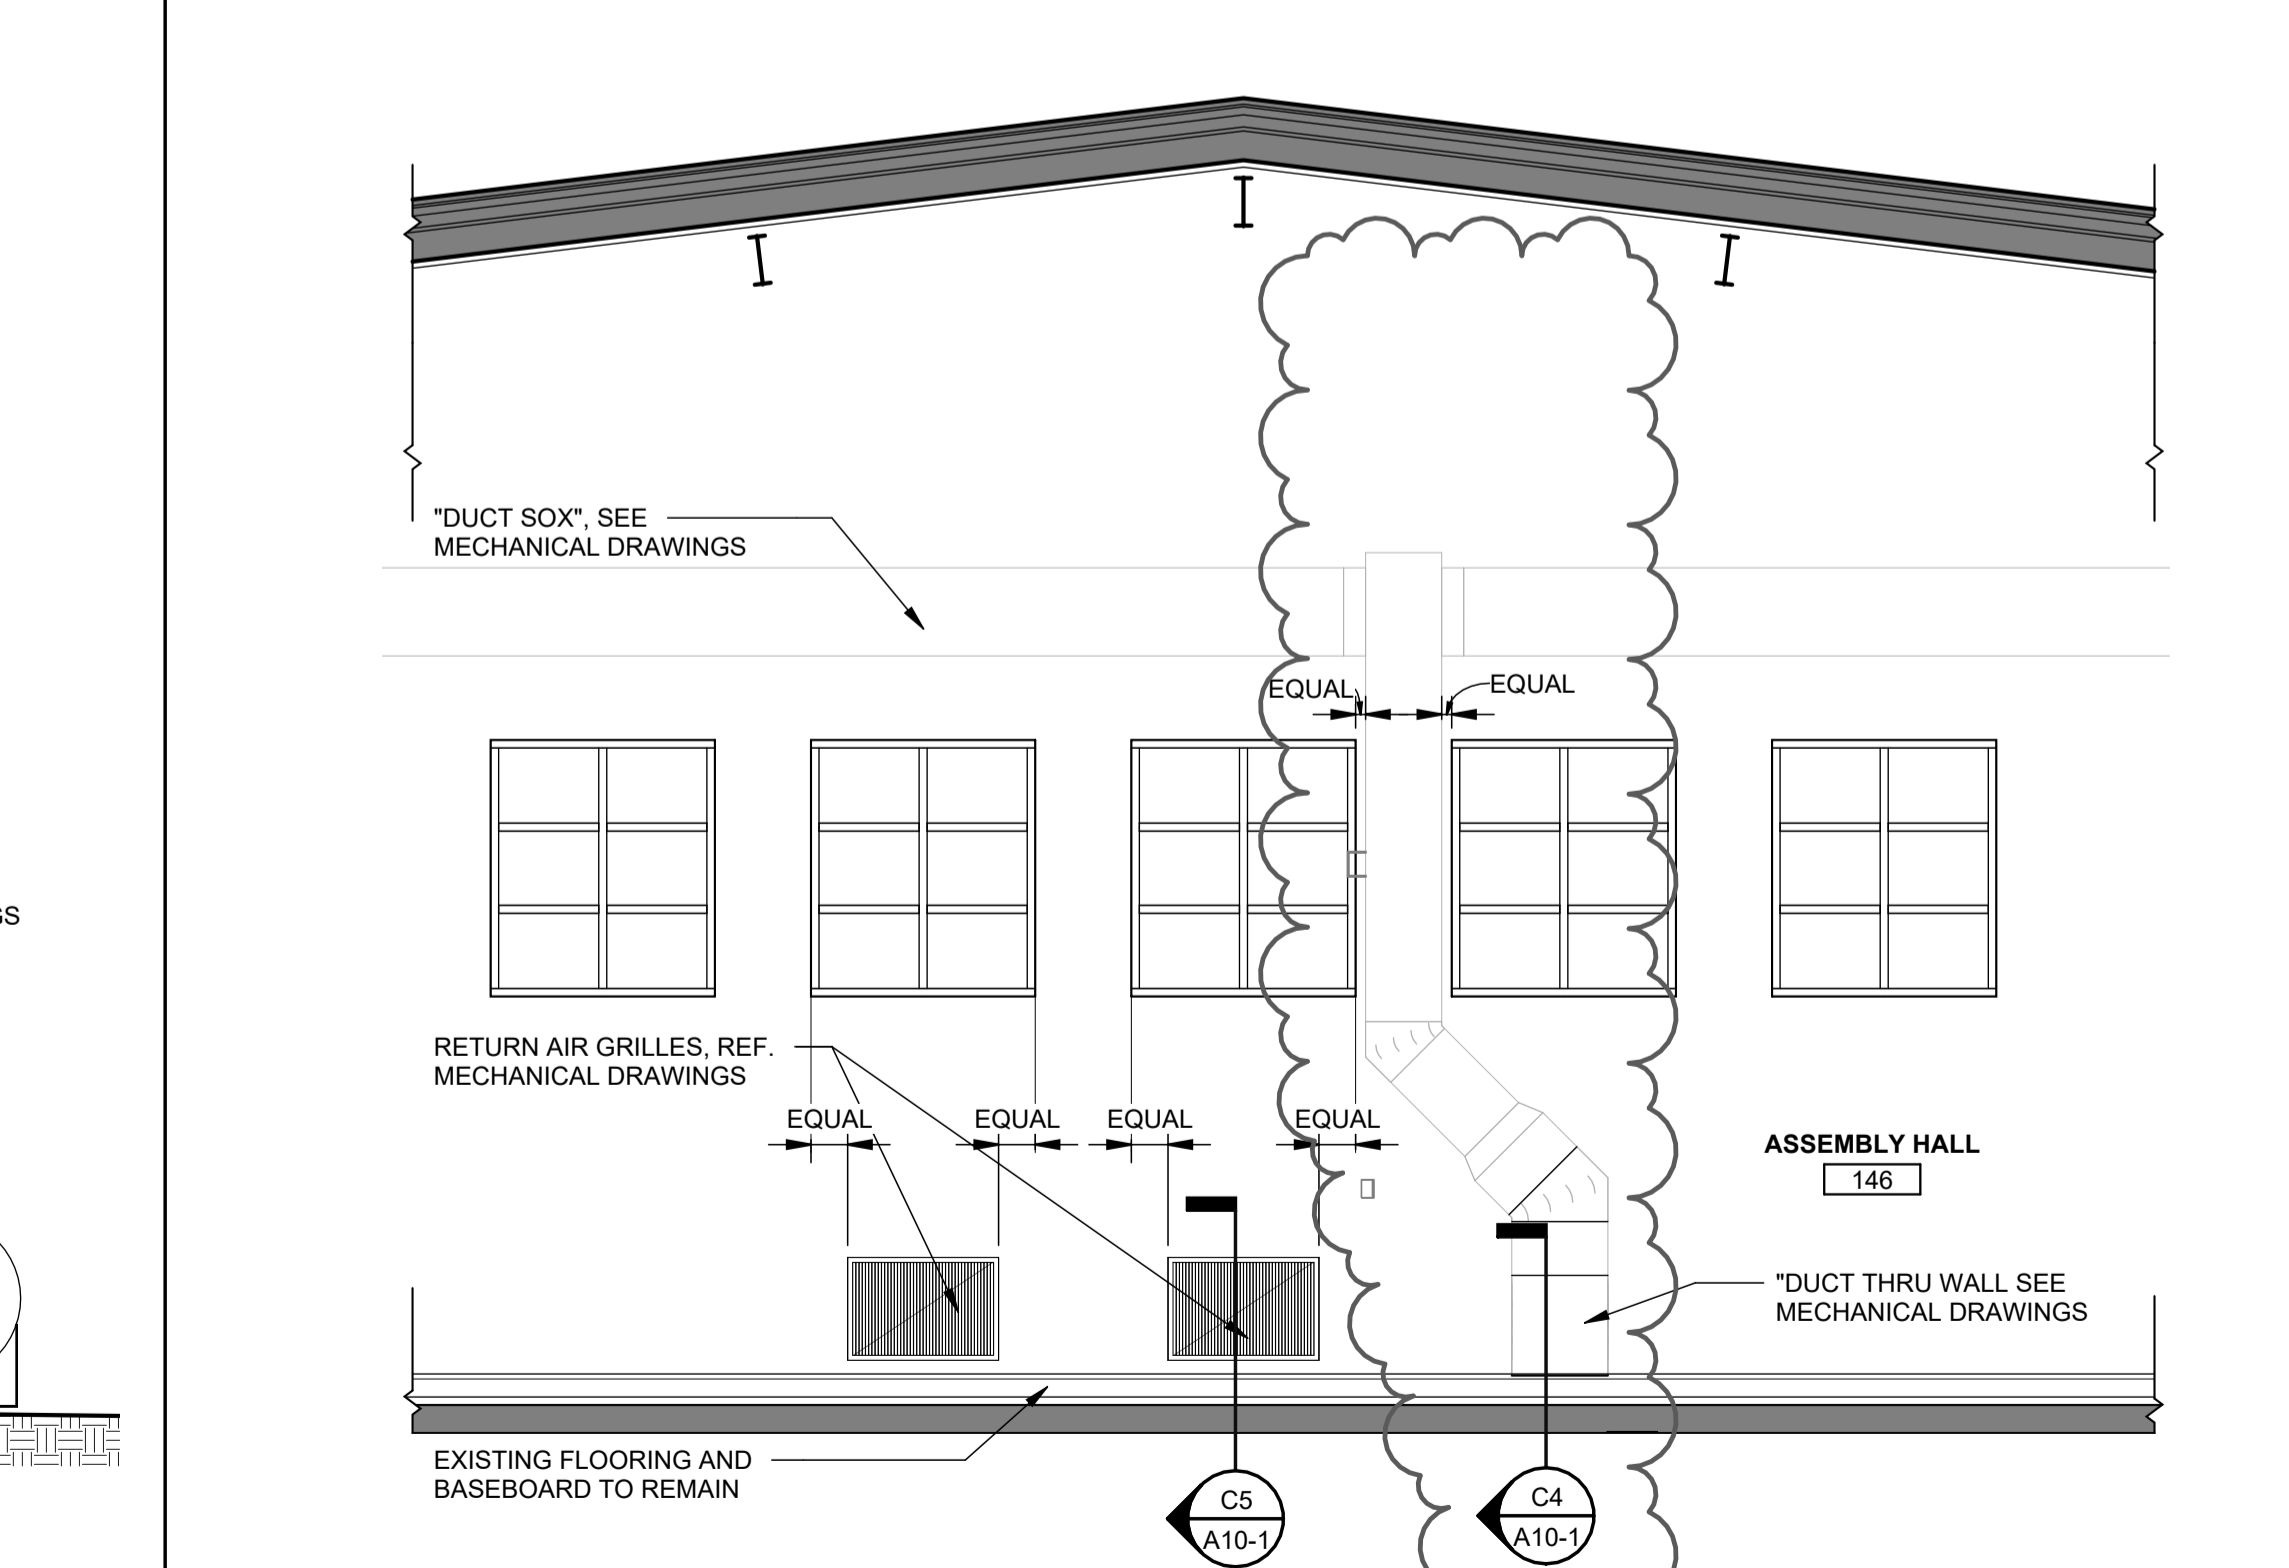 "DUCT SOX", SEE
MECHANICAL DRAWINGS
EQUAL
EQUAL
GS
RETURN AIR GRILLES, REF.
MECHANICAL DRAWINGS
EQUAL
EQUAL
EQUAL
EQUAL
ASSEMBLY HALL
146
"DUCT THRU WALL SEE
MECHANICAL DRAWINGS
EXISTING FLOORING AND
BASEBOARD TO REMAIN
C5
A10-1
C4
A10-1